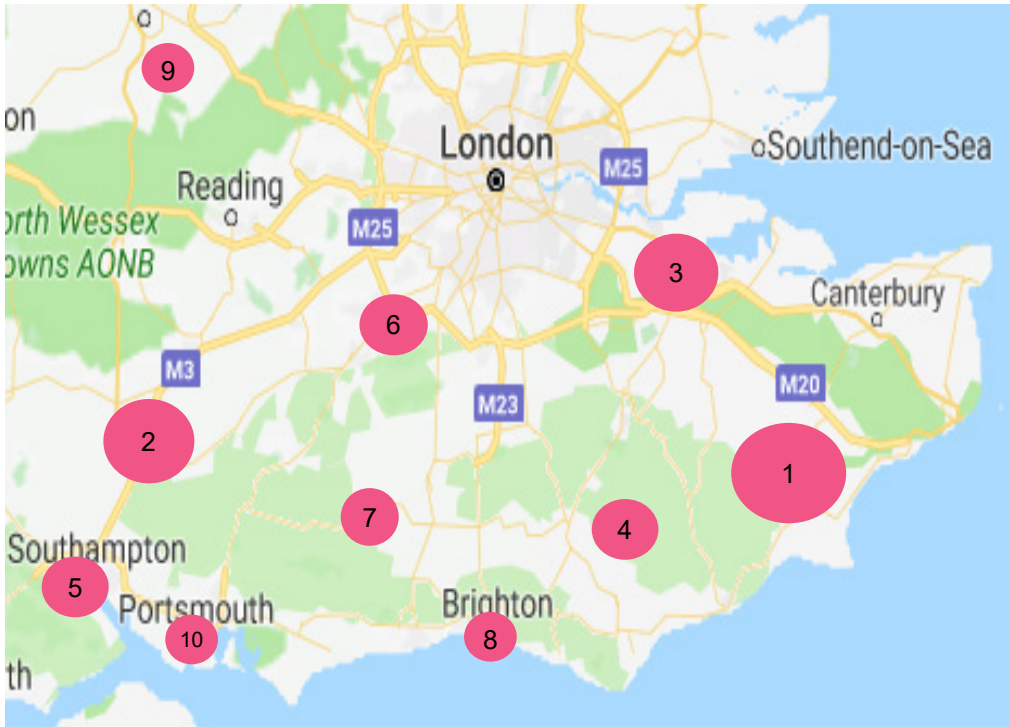 9
on
London
Southend-on-Sea
M25
Reading
orth Wessex
owns AONB
M25
3
Canterbury
6
M3
M20
M23
2
1
7
4
Southampton
5
Portsmouth
Brighton
10
8
th